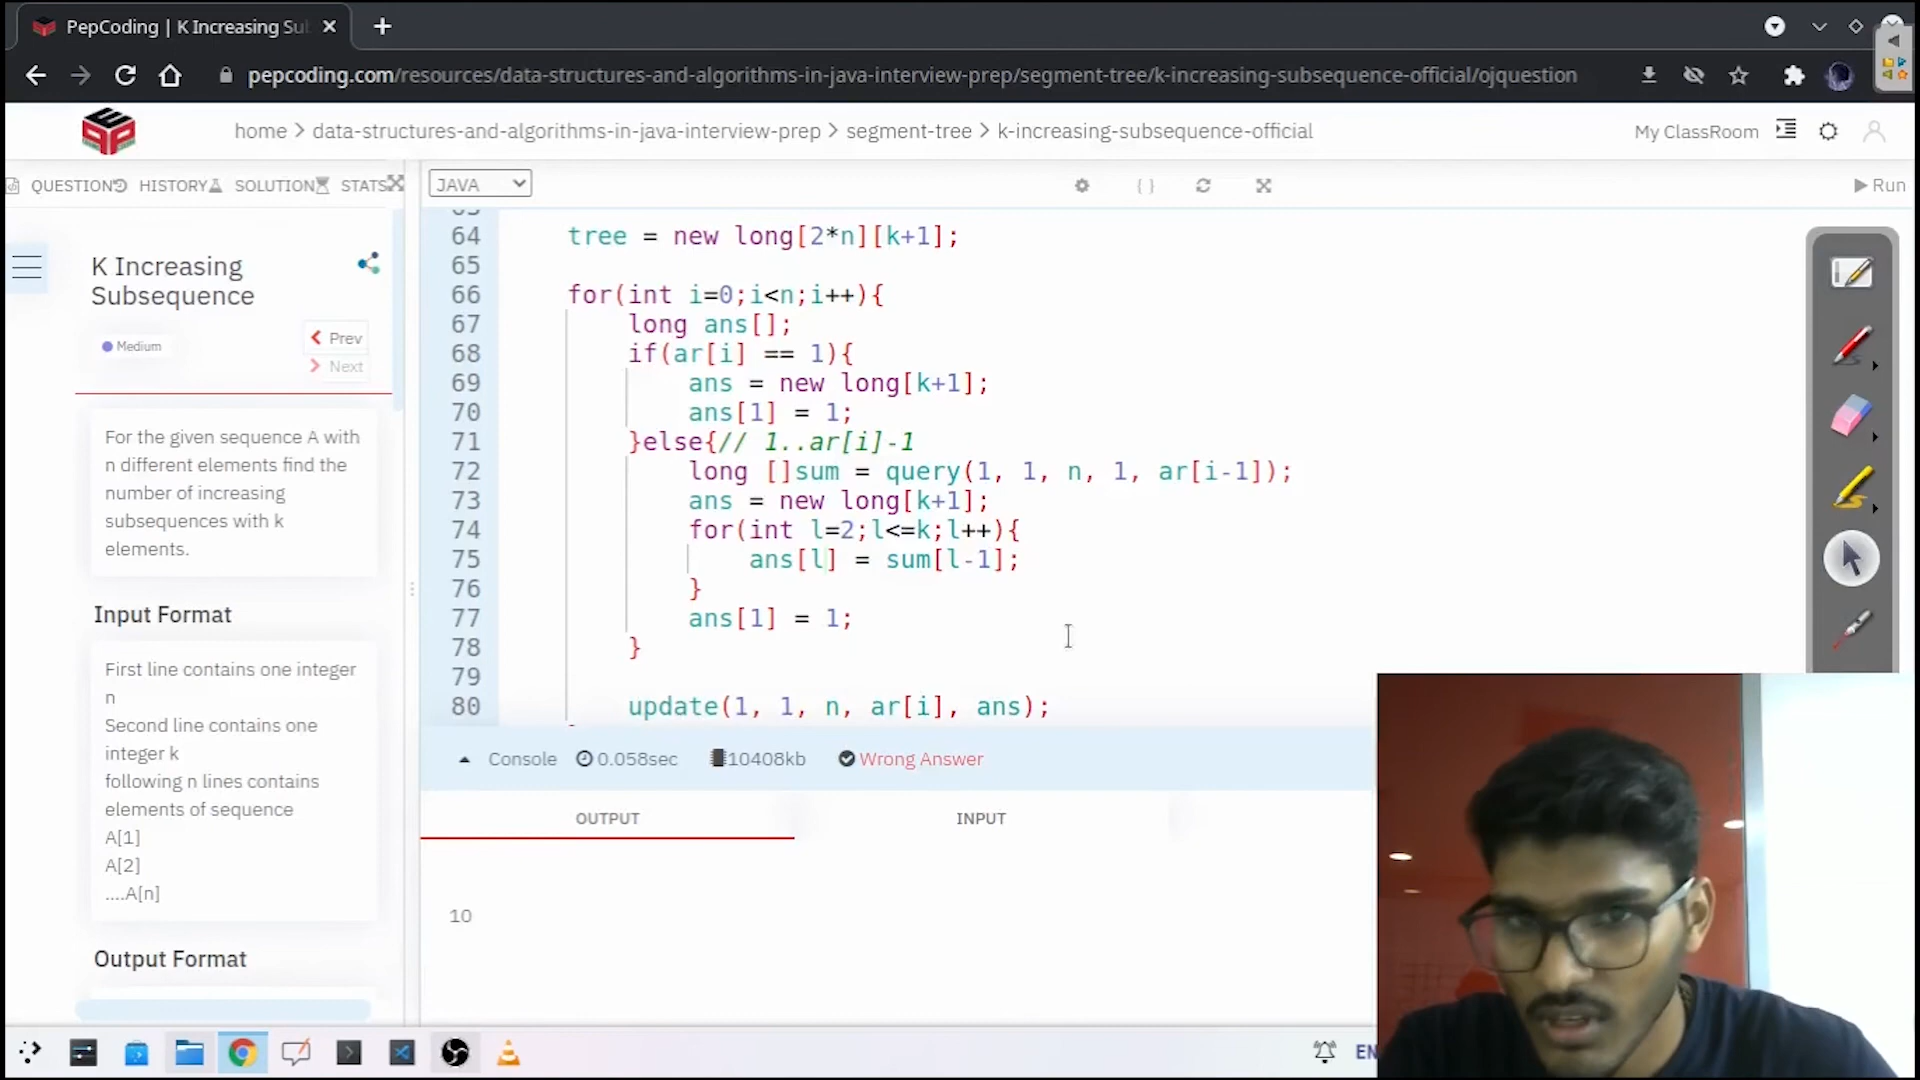 PepCoding | K Increasing Su
pepcoding.com/resources/data-structures-and-algorithms-in-java-interview-prep/segment-tree/k-increasing-subsequence-official/ojquestion
home > data-structures-and-algorithms-in-java-interview-prep > segment-tree > k-increasing-subsequence-official
My ClassRoom
QUESTION HISTORY SOLUTION STATS
JAVA
Run
K Increasing
Subsequence
Medium
Prev
Next
For the given sequence A with
n different elements find the
number of increasing
subsequences with k
elements.
Input Format
First line contains one integer
n
Second line contains one
integer k
following n lines contains
elements of sequence
A[1]
A[2]
....A[n]
Output Format
64 tree = new long[2*n][k+1];
65
66 for(int i=0;i<n;i++){
67 long ans[];
68 if(ar[i] == 1){
69 ans = new long[k+1];
70 ans[1] = 1;
71 }else{// 1..ar[i]-1
72 long []sum = query(1, 1, n, 1, ar[i-1]);
73 ans = new long[k+1];
74 for(int l=2;l<=k;l++){
75 ans[l] = sum[l-1];
76 }
77 ans[1] = 1;
78 }
79
80 update(1, 1, n, ar[i], ans);
Console 0.058sec 10408kb Wrong Answer
OUTPUT INPUT
10
EN